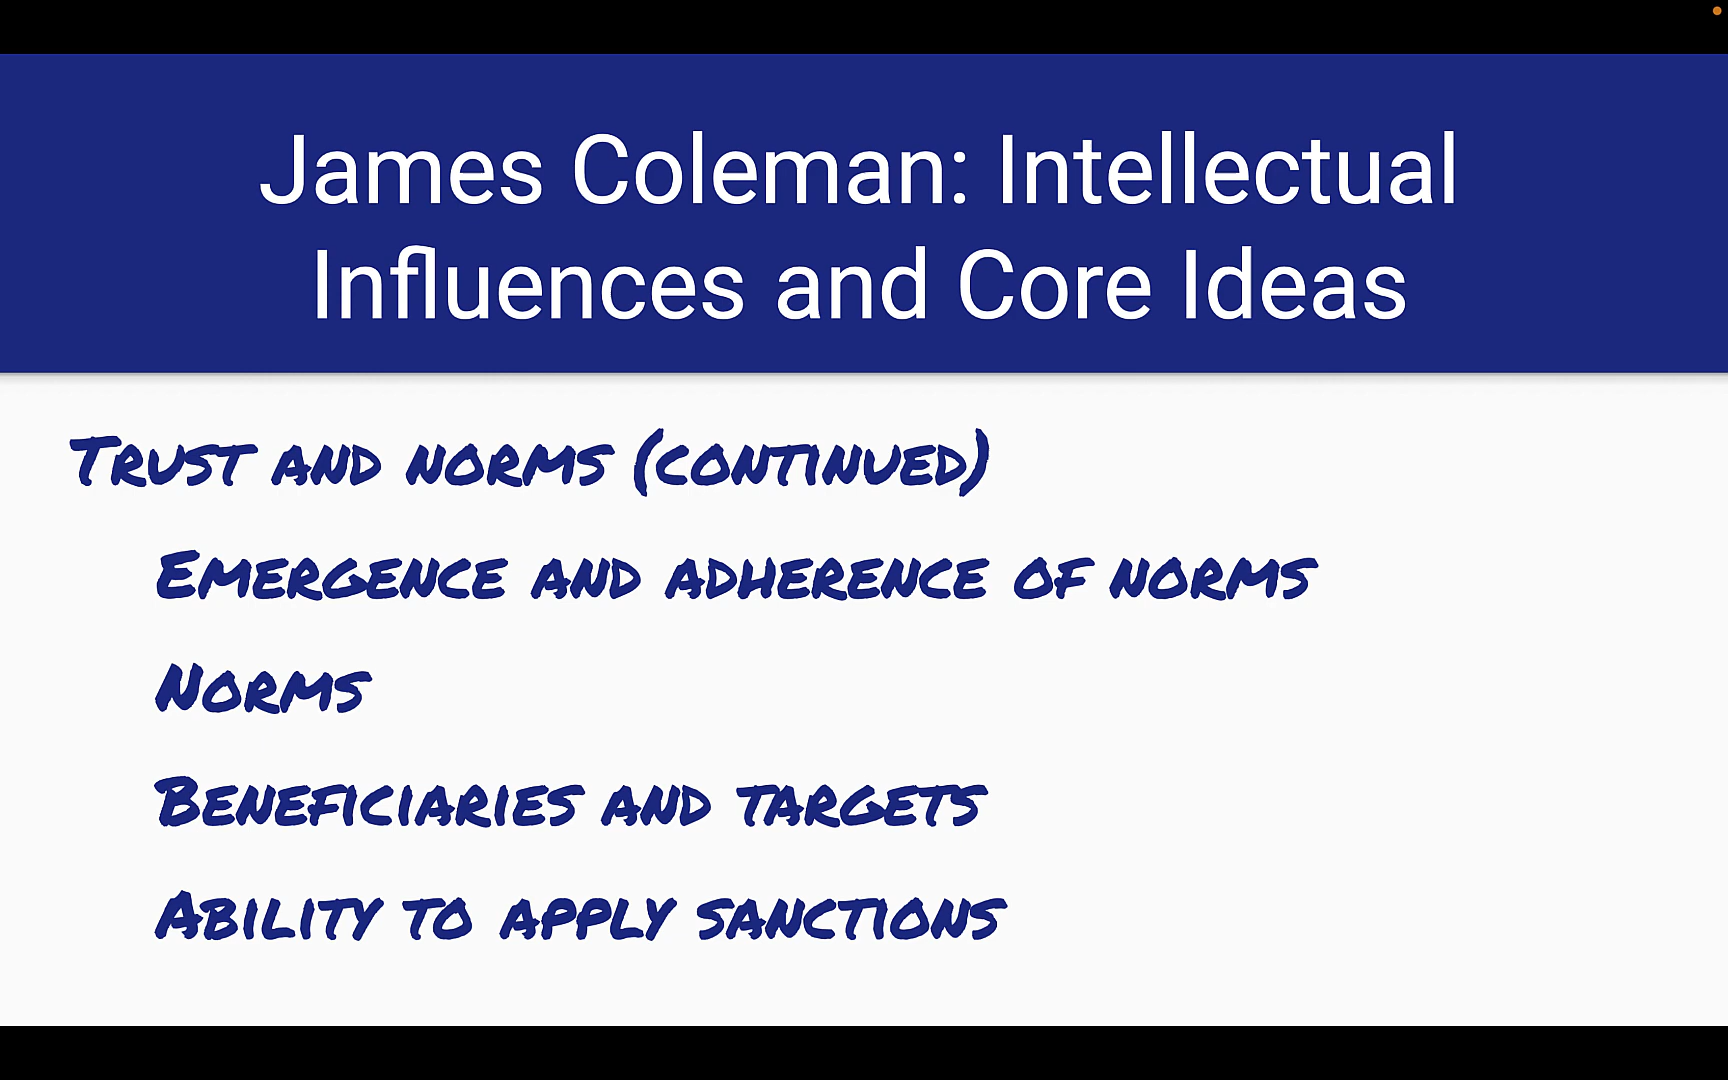 James Coleman: Intellectual
Influences and Core Ideas
Trust and norms (continued)
Emergence and adherence of norms
Norms
Beneficiaries and targets
Ability to apply sanctions